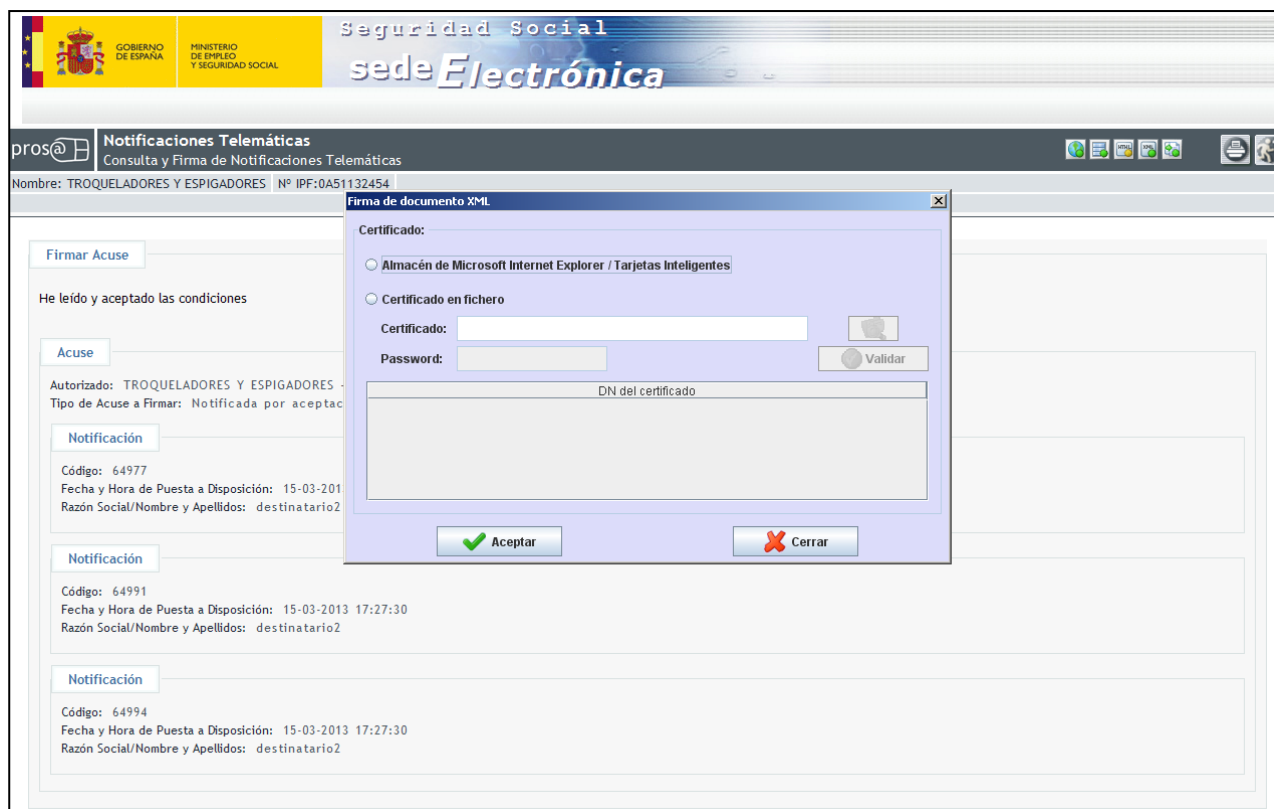 GOBIERNO
DE ESPAÑA
MINISTERIO
DE EMPLEO
Y SEGURIDAD SOCIAL
Seguridad Social
sedeElectrónica
pros@
Notificaciones Telemáticas
Consulta y Firma de Notificaciones Telemáticas
Nombre: TROQUELADORES Y ESPIGADORES Nº IPF:0A51132454
Firma de documento XML
Certificado:
Almacén de Microsoft Internet Explorer / Tarjetas Inteligentes
Certificado en fichero
Certificado:
Password:
Validar
DN del certificado
Aceptar
Cerrar
Firmar Acuse
He leído y aceptado las condiciones
Acuse
Autorizado: TROQUELADORES Y ESPIGADORES -
Tipo de Acuse a Firmar: Notificada por aceptac
Notificación
Código: 64977
Fecha y Hora de Puesta a Disposición: 15-03-201
Razón Social/Nombre y Apellidos: destinatario2
Notificación
Código: 64991
Fecha y Hora de Puesta a Disposición: 15-03-2013 17:27:30
Razón Social/Nombre y Apellidos: destinatario2
Notificación
Código: 64994
Fecha y Hora de Puesta a Disposición: 15-03-2013 17:27:30
Razón Social/Nombre y Apellidos: destinatario2